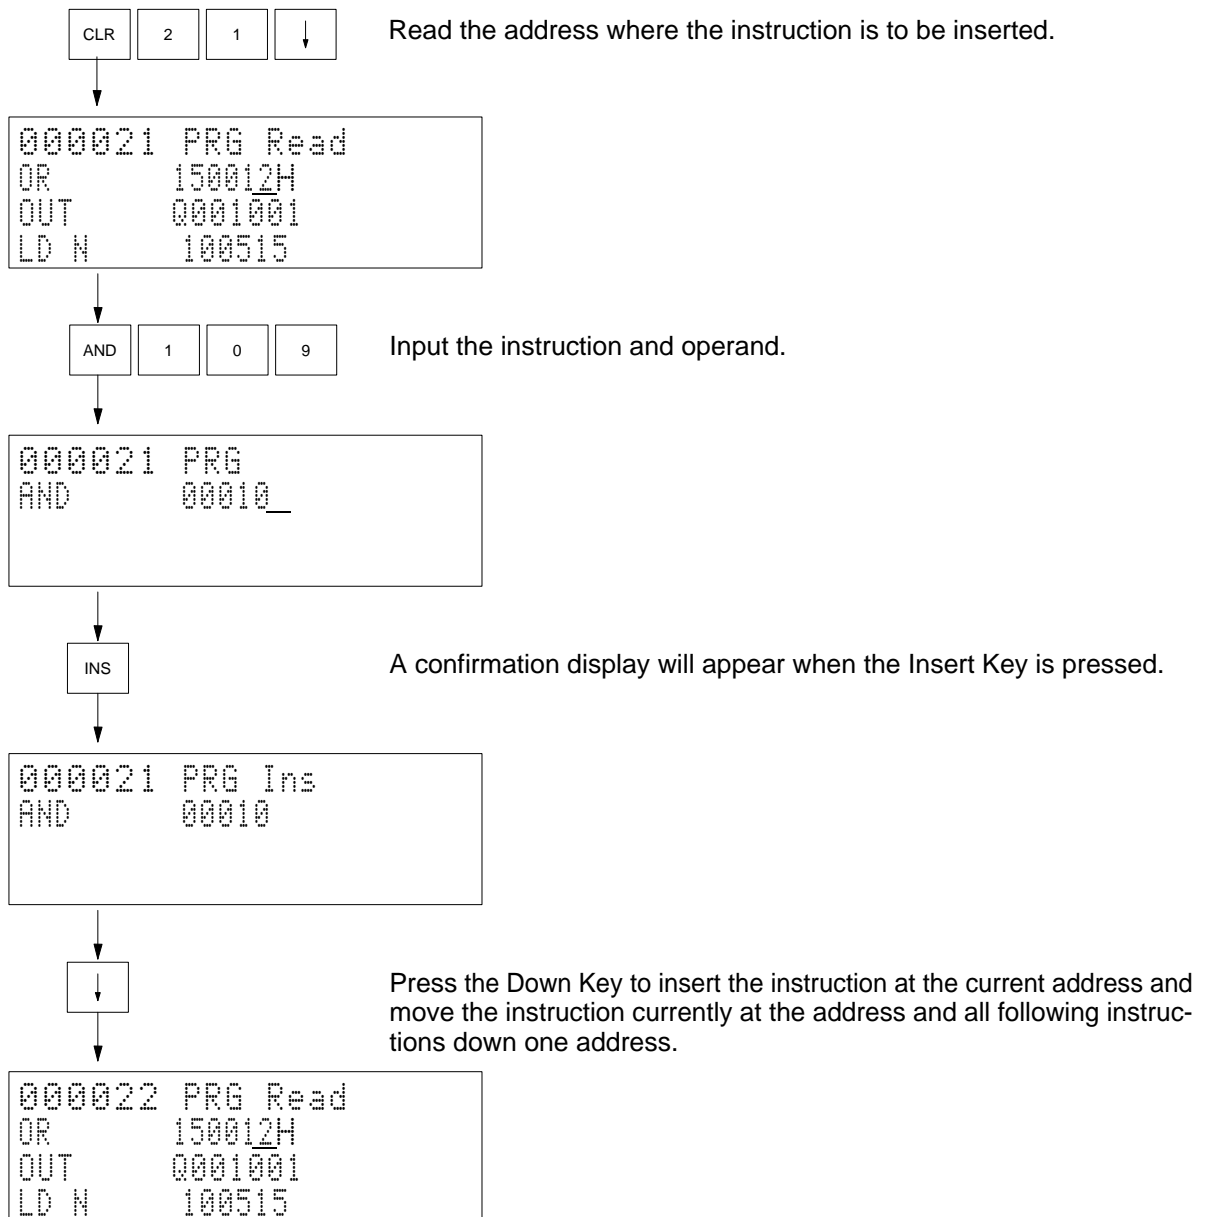 CLR 2 1 ↓ Read the address where the instruction is to be inserted.
000021 PRG Read
OR 150012H
OUT Q001001
LD N 100515
AND 1 0 9 Input the instruction and operand.
000021 PRG
AND 00010_
INS A confirmation display will appear when the Insert Key is pressed.
000021 PRG Ins
AND 00010
↓ Press the Down Key to insert the instruction at the current address and
move the instruction currently at the address and all following instruc-
tions down one address.
000022 PRG Read
OR 150012H
OUT Q001001
LD N 100515